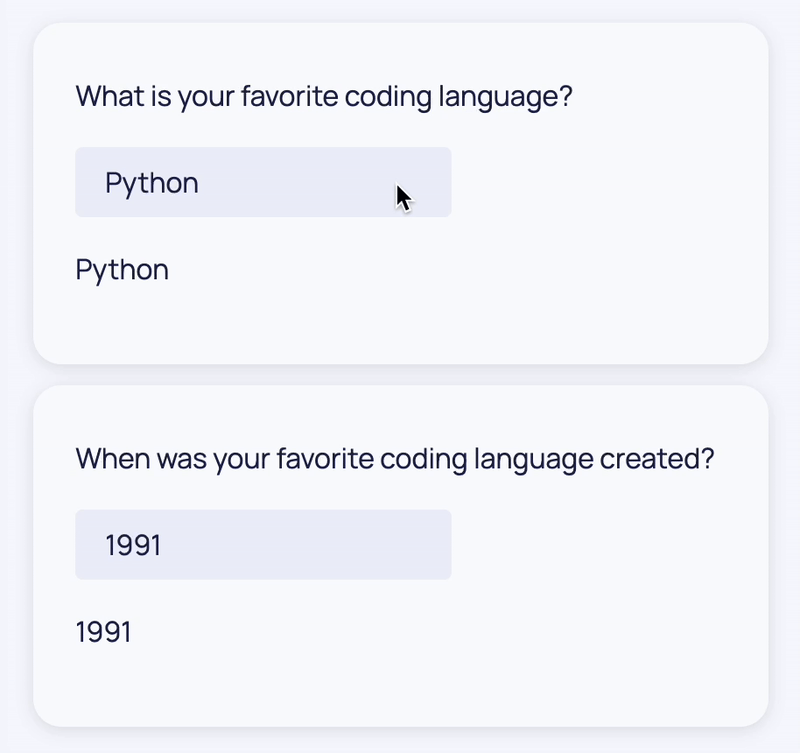 What is your favorite coding language?
Python
Python
When was your favorite coding language created?
1991
1991